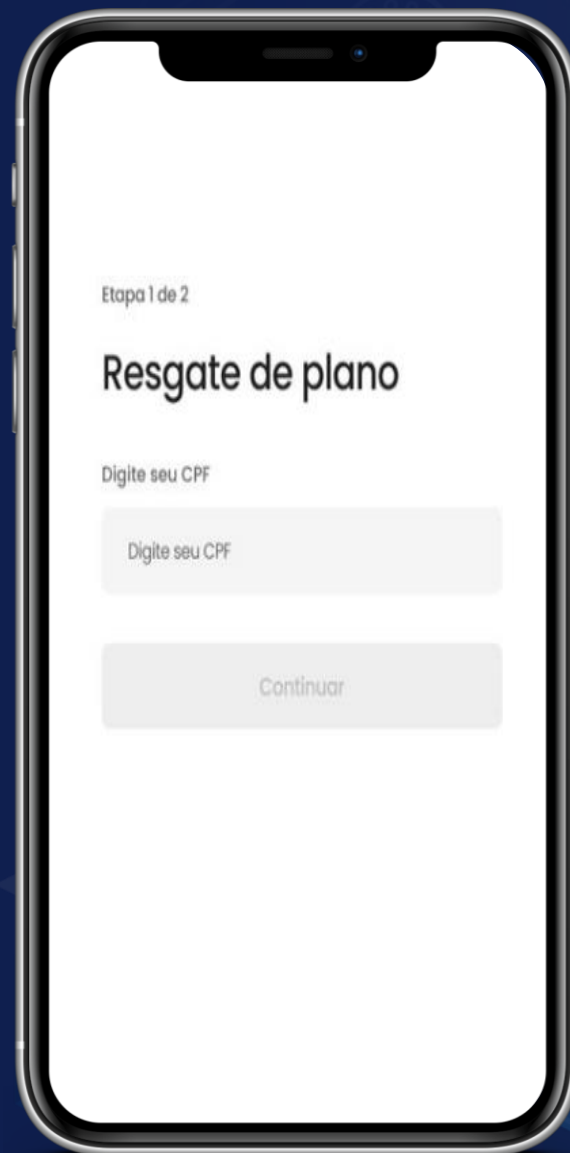 Etapa 1 de 2
Resgate de plano
Digite seu CPF
Digite seu CPF
Continuar